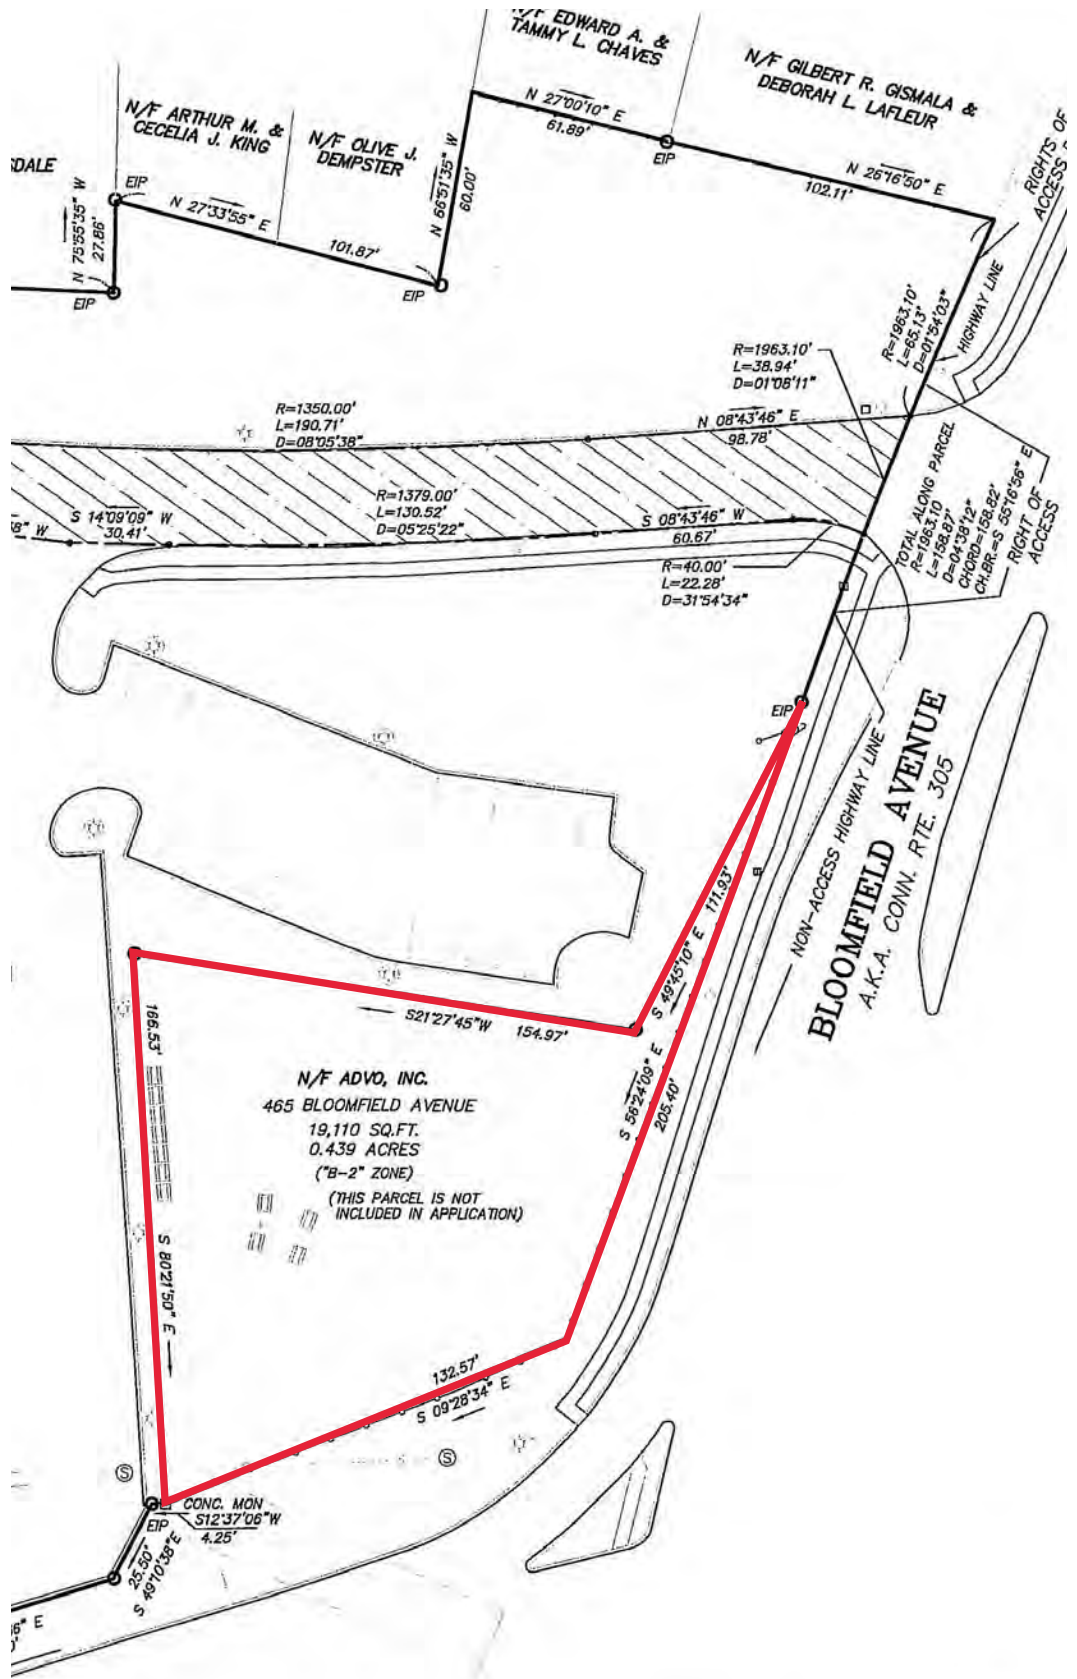 N/F EDWARD A. &
TAMMY L. CHAVES
N/F GILBERT R. GISMALA &
DEBORAH L. LAFLEUR
N/F ARTHUR M. &
CECELIA J. KING
N/F OLIVE J.
DEMPSTER
RIGHTS OF
ACCESS
N 27°00'10" E
61.89'
EIP
N 26°16'50" E
102.11'
EIP
N 27°33'55" E
101.87'
N 66°51'35" W
60.00'
N 75°55'35" W
27.86'
EIP
EIP
HIGHWAY LINE
R=1963.10'
L=65.13'
D=01°54'03"
R=1963.10'
L=38.94'
D=01°08'11"
R=1350.00'
L=190.71'
D=08°05'38"
N 08°43'46" E
98.78'
R=1379.00'
L=130.52'
D=05°25'22"
S 14°09'09" W
30.41'
S 08°43'46" W
60.67'
R=40.00'
L=22.28'
D=31°54'34"
TOTAL ALONG PARCEL
R=1963.10
L=158.87'
D=04°38'12"
CHORD=158.82'
CH.BR.=S 55°16'56" E
RIGHT OF
ACCESS
EIP
NON-ACCESS HIGHWAY LINE
BLOOMFIELD AVENUE
A.K.A. CONN. RTE. 305
S 49°45'10" E
111.93'
S21°27'45"W 154.97'
S 56°24'09" E
205.40'
166.53'
S 80°21'50" E
N/F ADVO, INC.
465 BLOOMFIELD AVENUE
19,110 SQ.FT.
0.439 ACRES
("B-2" ZONE)
(THIS PARCEL IS NOT
INCLUDED IN APPLICATION)
132.57'
S 09°28'34" E
S
S
CONC. MON
S12°37'06"W
4.25'
EIP
25.50'
S 49°10'38"E